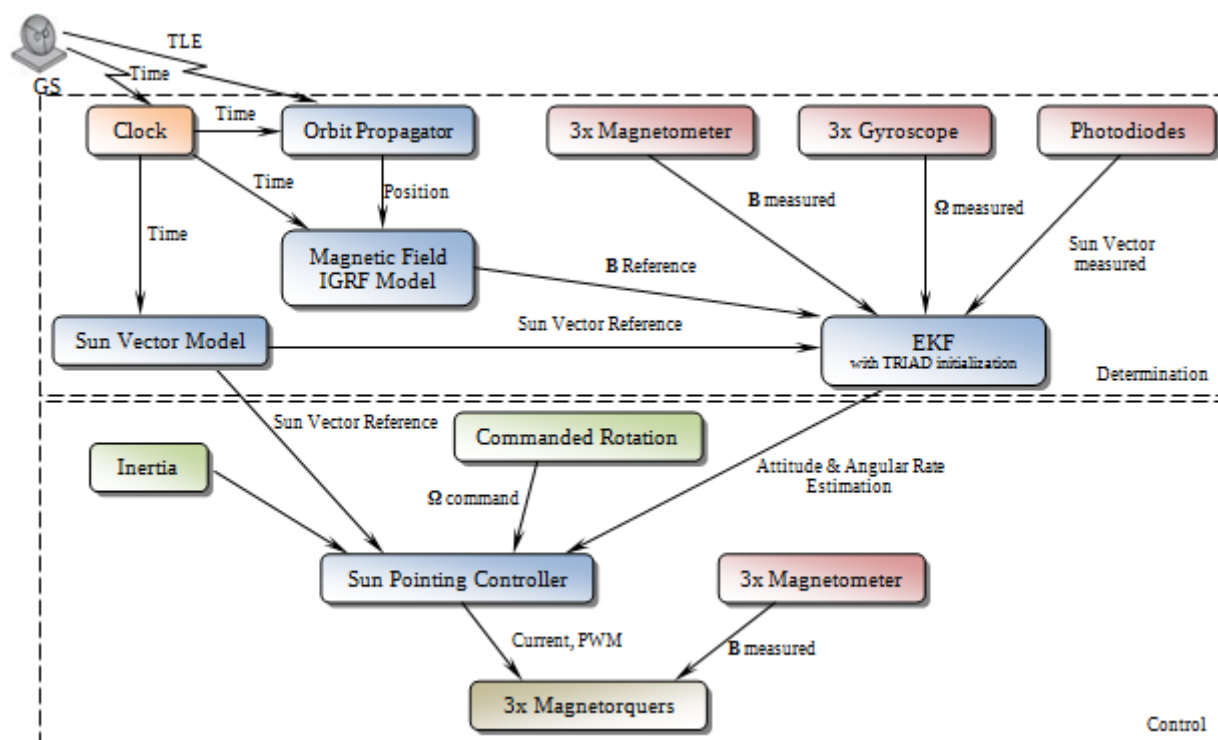 TLE
Time
GS
Clock
Time
Orbit Propagator
3x Magnetometer
3x Gyroscope
Photodiodes
Time
Position
B measured
Ω measured
Time
Sun Vector
measured
Magnetic Field
IGRF Model
B Reference
Sun Vector Model
Sun Vector Reference
EKF
with TRIAD initialization
Determination
Sun Vector Reference
Commanded Rotation
Inertia
Attitude & Angular Rate
Estimation
Ω command
Sun Pointing Controller
3x Magnetometer
Current, PWM
B measured
3x Magnetorquers
Control